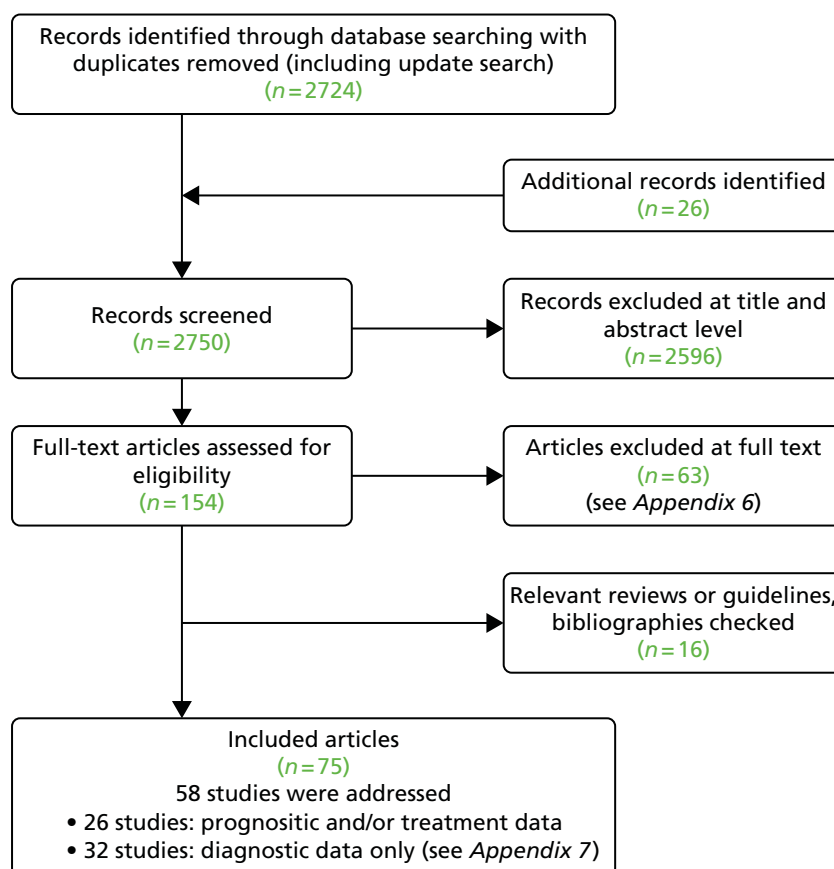 Records identified through database searching with
duplicates removed (including update search)
(n=2724)
Additional records identified
(n=26)
Records screened
(n=2750)
Records excluded at title and
abstract level
(n=2596)
Full-text articles assessed for
eligibility
(n=154)
Articles excluded at full text
(n=63)
(see Appendix 6)
Relevant reviews or guidelines,
bibliographies checked
(n=16)
Included articles
(n=75)
58 studies were addressed
• 26 studies: prognositic and/or treatment data
• 32 studies: diagnostic data only (see Appendix 7)